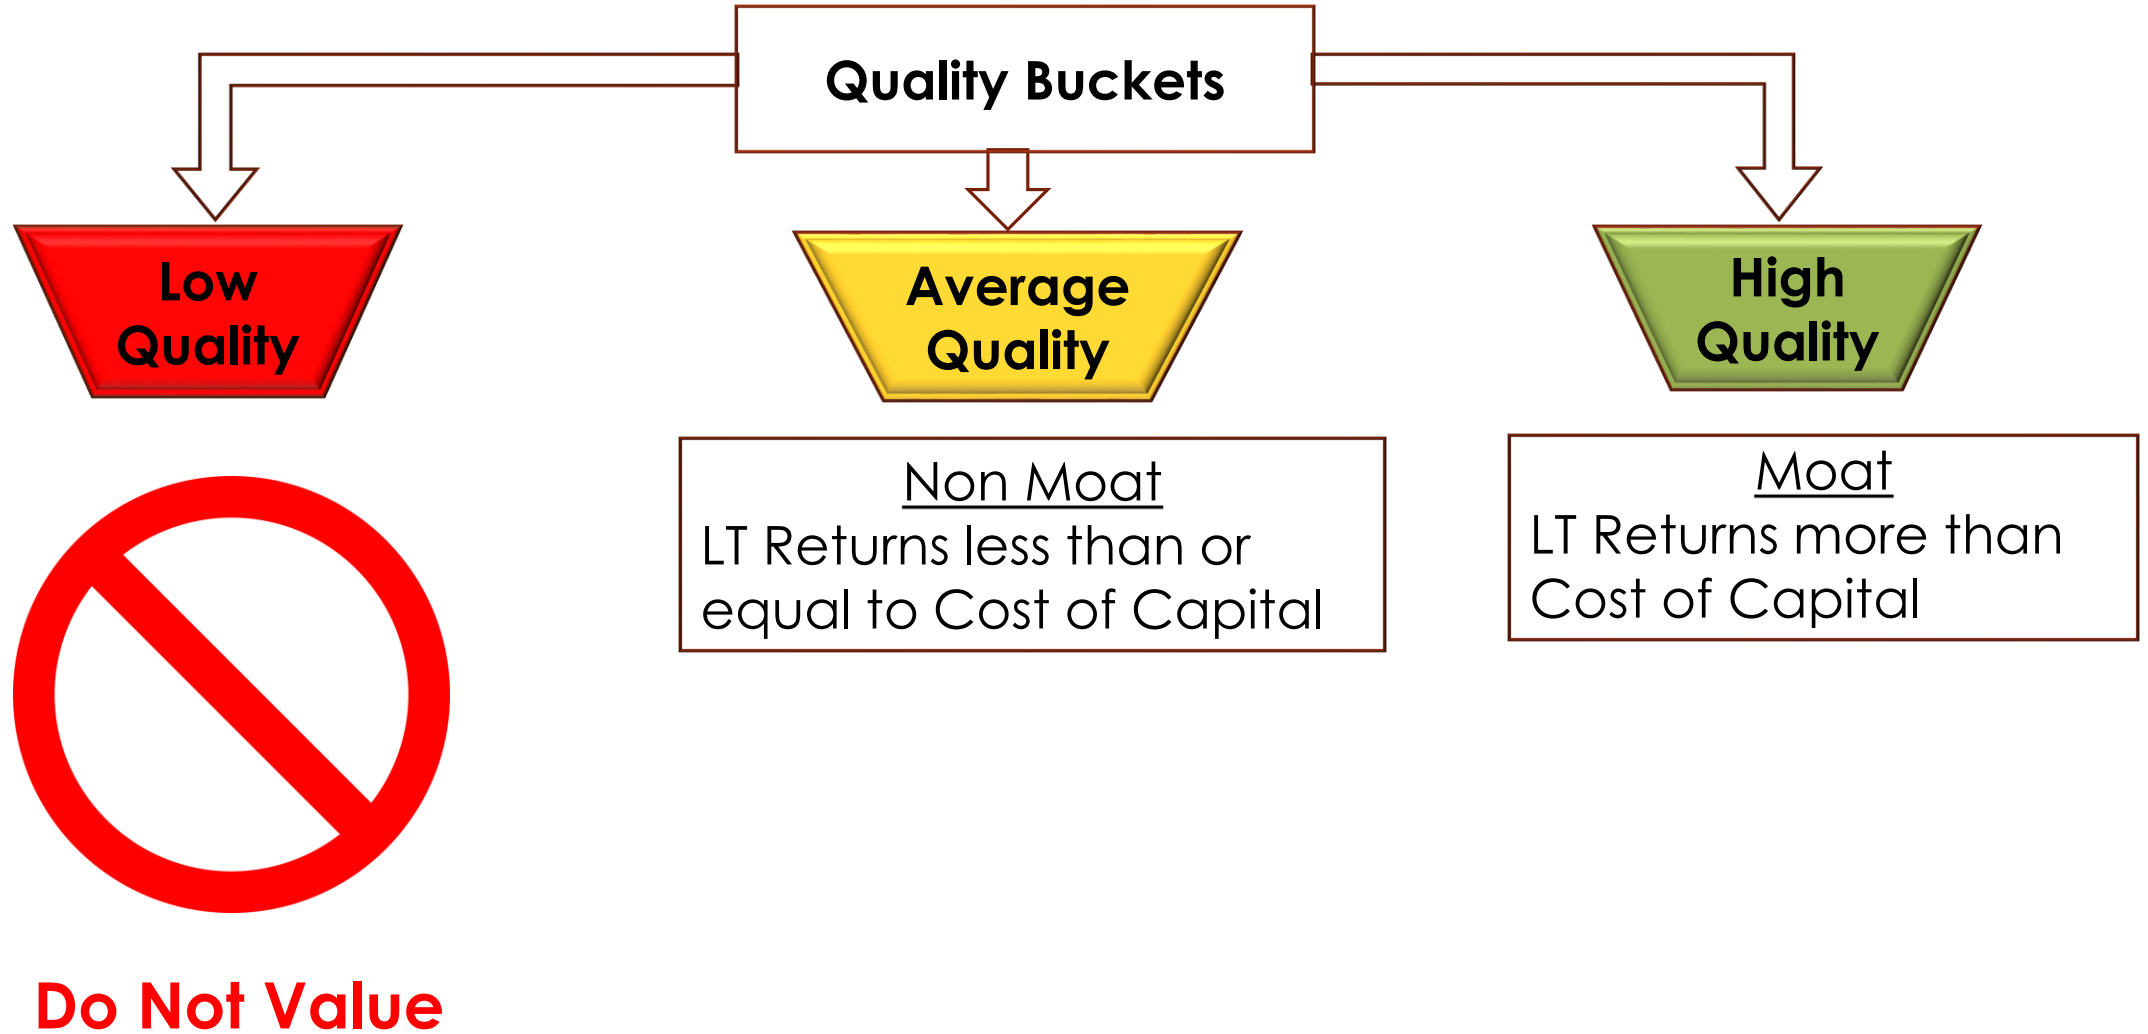 Quality Buckets
Low
Quality
Average
Quality
High
Quality
Non Moat
LT Returns less than or
equal to Cost of Capital
Moat
LT Returns more than
Cost of Capital
Do Not Value